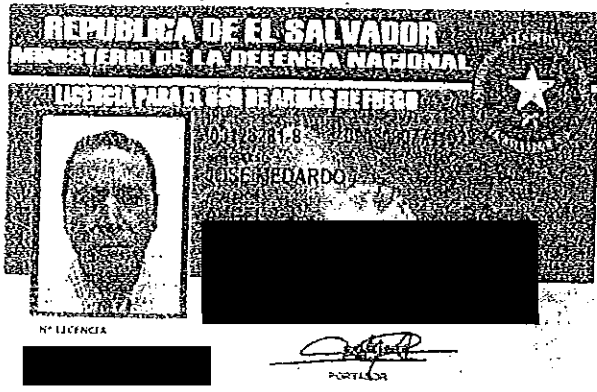 REPUBLICA DE EL SALVADOR
MINISTERIO DE LA DEFENSA NACIONAL
LICENCIA PARA EL USO DE ARMAS DE FUEGO
JOSE MEDARDO
Nº LICENCIA
PORTADOR